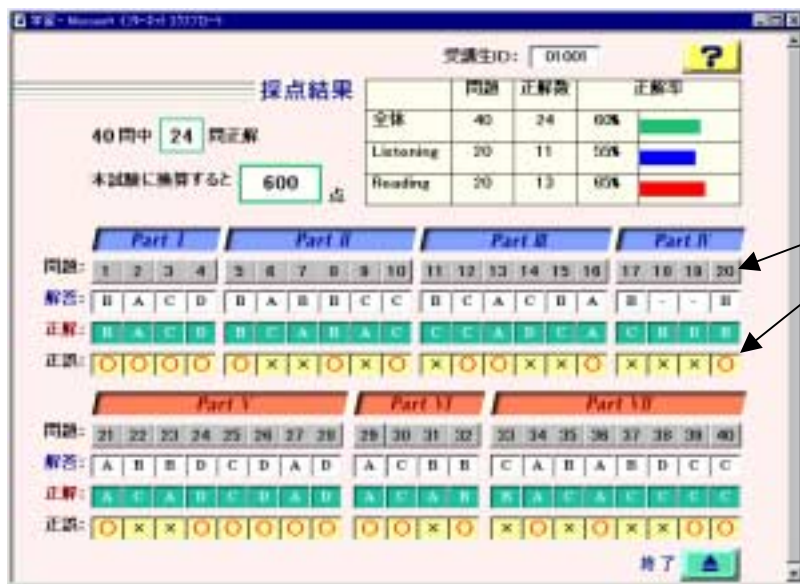 学習 - Microsoft
受講生ID: 01001 ?
採点結果
40問中 24 問正解
本試験に換算すると 600 点
問題 正解数 正解率
全体 40 24 60%
Listening 20 11 55%
Reading 20 13 65%
Part I Part II Part III Part IV
問題: 1 2 3 4 5 6 7 8 9 10 11 12 13 14 15 16 17 18 19 20
解答: B A C D B A B B C C B C A C B A B - - B
正解: B A C D B C A B A C C C A D C A C B
正誤: ○ ○ ○ ○ ○ × × ○ × ○ × ○ ○ × × ○ × × × ○
Part V Part VI Part VII
問題: 21 22 23 24 25 26 27 28 29 30 31 32 33 34 35 36 37 38 39 40
解答: A B B D C D A D A C B B C A B A B D C C
正解: A C A D C D A D A C A B B A C A C C C C
正誤: ○ × × ○ ○ ○ ○ ○ ○ ○ × ○ × ○ × ○ × × ○ ○
終了